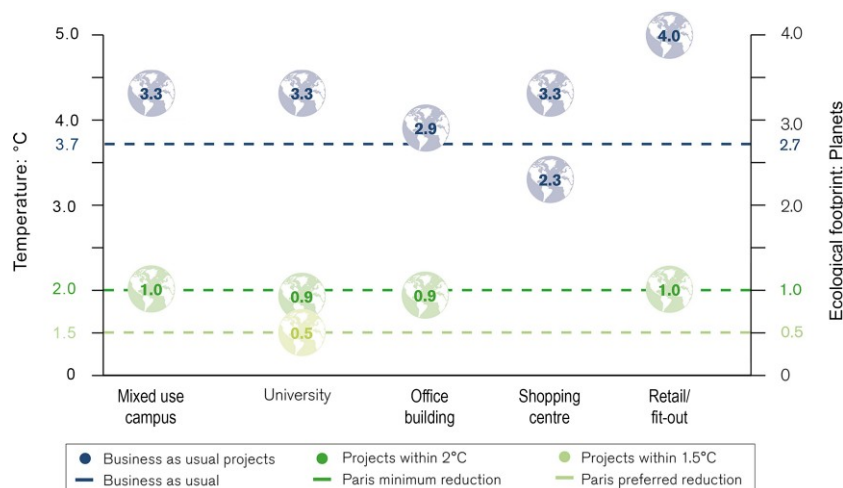 5.0
4.0
3.7
3.0
2.0
1.5
0
Temperature: °C
4.0
3.0
2.7
2.0
1.0
0.5
0
Ecological footprint: Planets
3.3
1.0
3.3
0.9
0.5
2.9
0.9
3.3
2.3
4.0
1.0
Mixed use
campus
University
Office
building
Shopping
centre
Retail/
fit-out
Business as usual projects
Projects within 2°C
Projects within 1.5°C
Business as usual
Paris minimum reduction
Paris preferred reduction